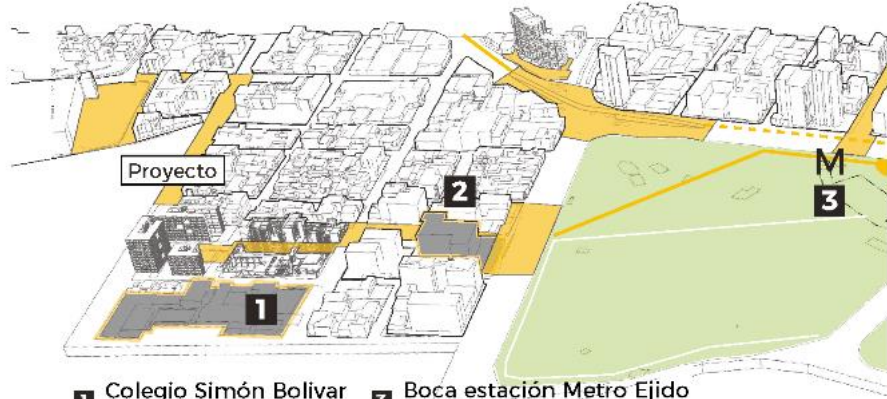 Proyecto
2
M
3
1
1 Colegio Simón Bolivar
3 Boca estación Metro Ejido